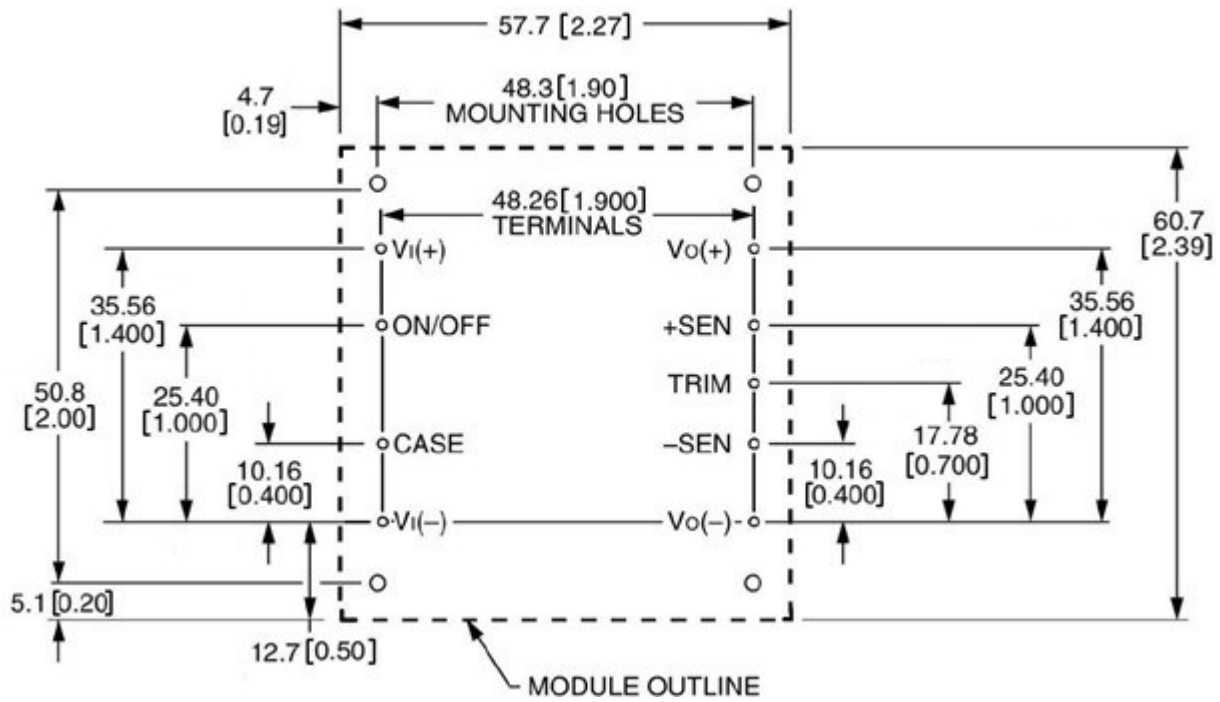 57.7 [2.27]
48.3[1.90]
MOUNTING HOLES
4.7
[0.19]
48.26[1.900]
TERMINALS
60.7
[2.39]
VI(+)
VO(+)
35.56
[1.400]
35.56
[1.400]
ON/OFF
+SEN
50.8
[2.00]
25.40
[1.000]
TRIM
25.40
[1.000]
CASE
–SEN
17.78
[0.700]
10.16
[0.400]
10.16
[0.400]
VI(–)
VO(–)
5.1 [0.20]
12.7 [0.50]
MODULE OUTLINE